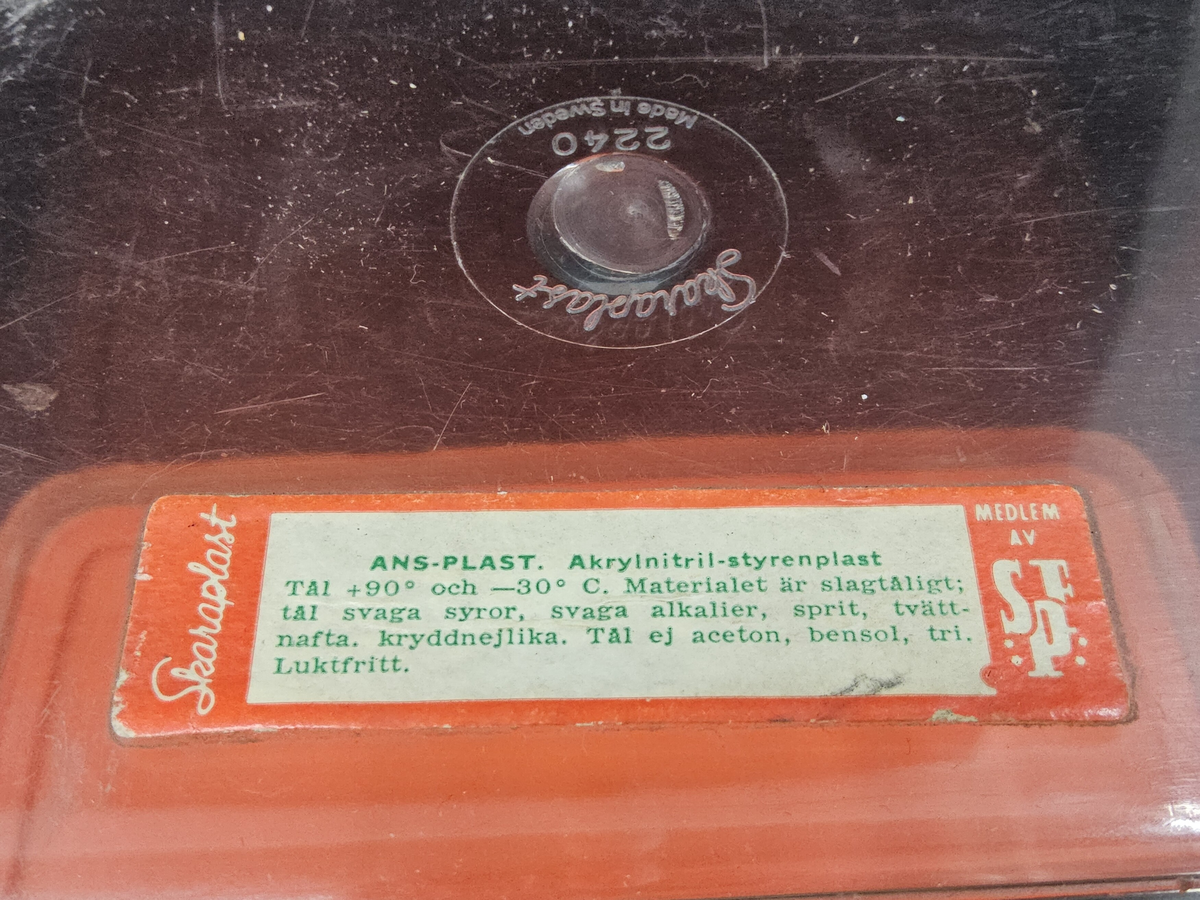 Made in Sweden
2240
Skaraplast
Skaraplast
ANS-PLAST. Akrylnitril-styrenplast
Tål +90° och —30° C. Materialet är slagtåligt;
tål svaga syror, svaga alkalier, sprit, tvätt-
nafta. kryddnejlika. Tål ej aceton, bensol, tri.
Luktfritt.
MEDLEM
AV
SPF